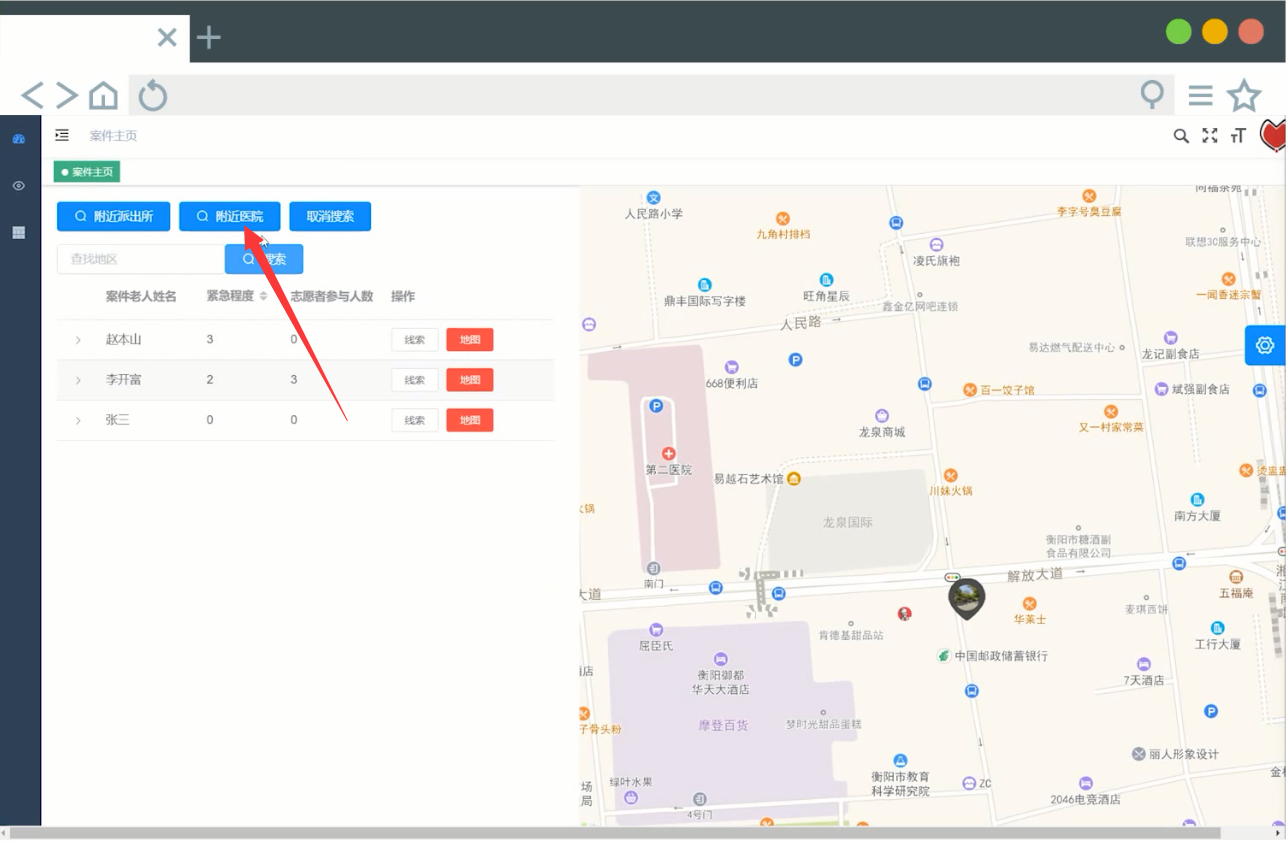 案件主页
案件主页
附近派出所
附近医院
取消搜索
查找地区
案件老人姓名 紧急程度 志愿者参与人数 操作
赵本山 3 0 线索 地图
李开富 2 3 线索 地图
张三 0 0 线索 地图
人民路小学
九角村排档
李字号臭豆腐
凌氏旗袍
联想3C服务中心
鼎丰国际写字楼
旺角星辰
鑫金亿网吧连锁
一闻香迷宗蟹
人民路
易达燃气配送中心
龙记副食店
668便利店
百一饺子馆
斌强副食店
龙泉商城
又一村家常菜
第二医院
易越石艺术馆
川妹火锅
龙泉国际
南方大厦
衡阳市糖酒副
食品有限公司
南门
大道
解放大道
五福庵
华莱士
麦琪西饼
肯德基甜品站
屈臣氏
中国邮政储蓄银行
工行大厦
衡阳御都
华天大酒店
7天酒店
摩登百货
梦时光甜品蛋糕
子骨头粉
丽人形象设计
绿叶水果
衡阳市教育
科学研究院
ZC
2046电竞酒店
4号门